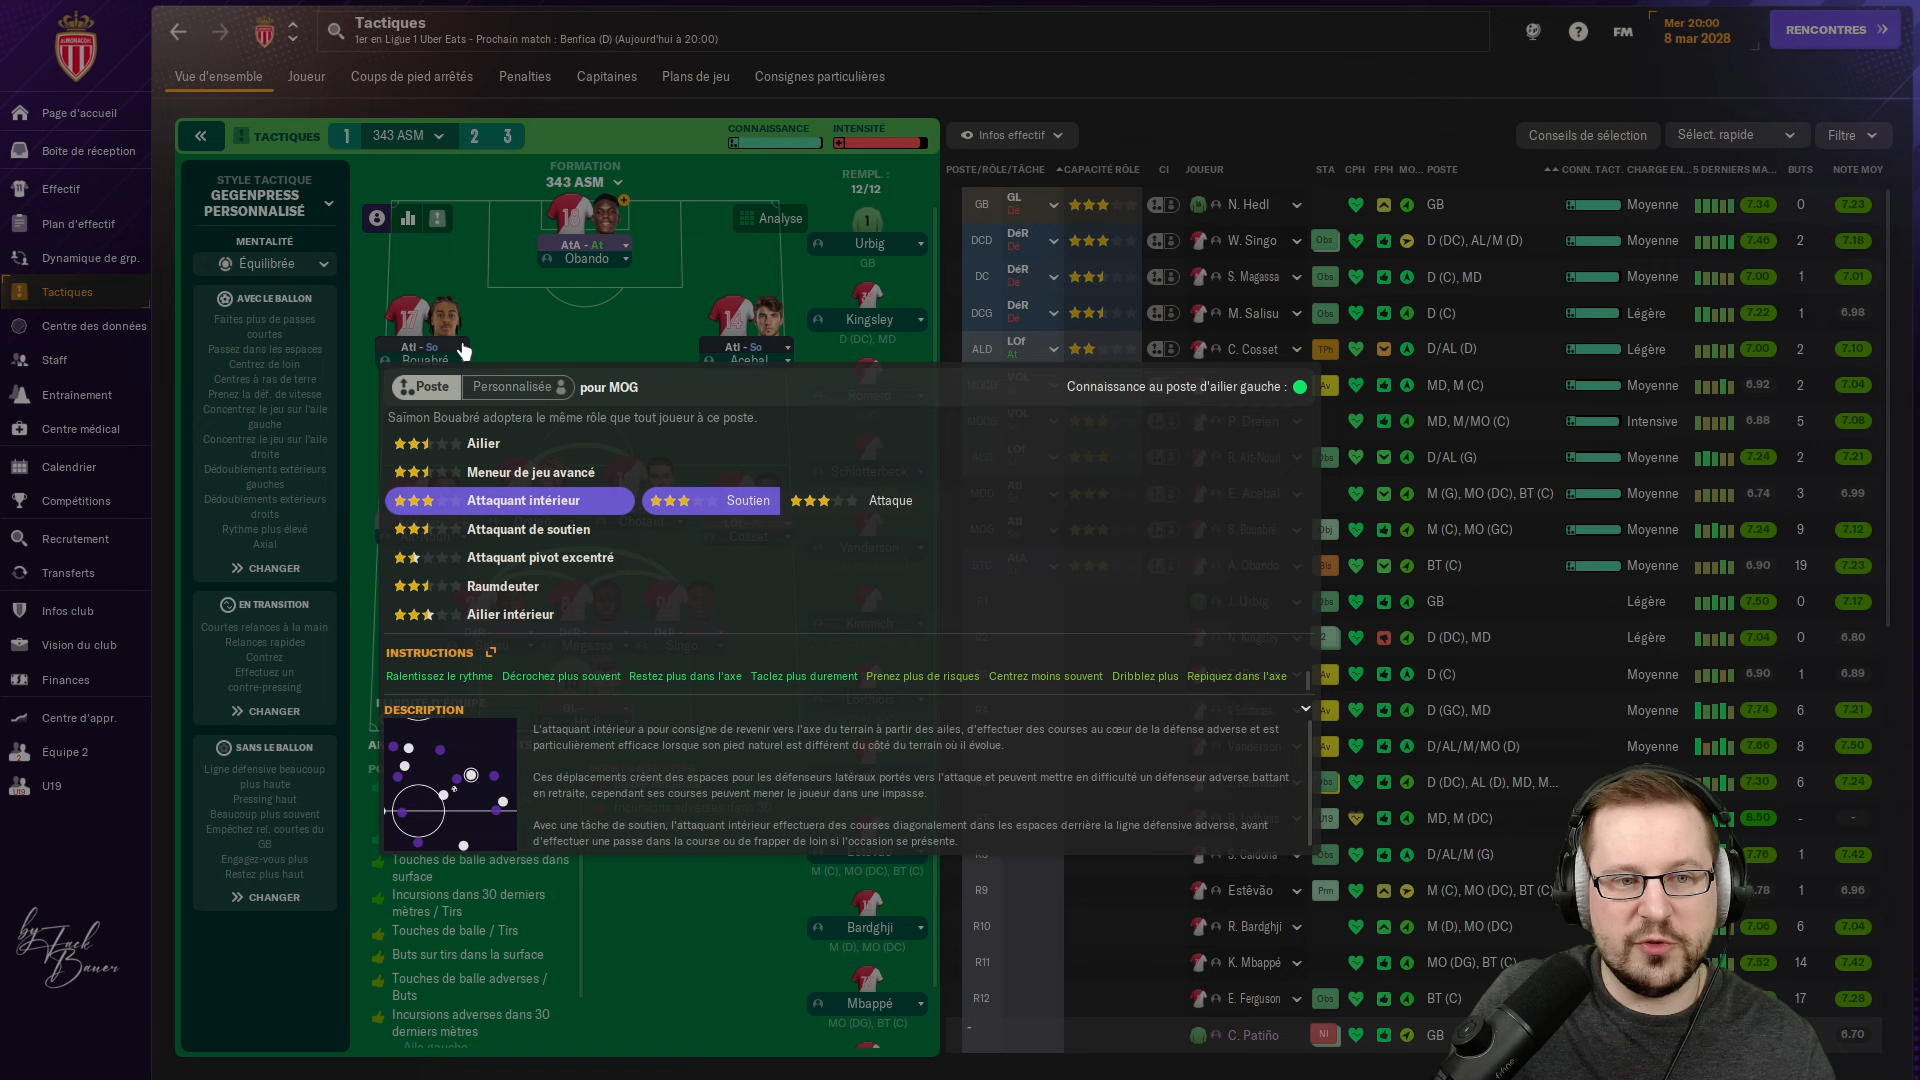 Tactiques
1er en Ligue 1 Uber Eats - Prochain match : Benfica (D) (Aujourd'hui à 20:00)
FM
Mer 20:00
8 mar 2028
RENCONTRES
Vue d'ensemble
Joueur
Coups de pied arrêtés
Penalties
Capitaines
Plans de jeu
Consignes particulières
Page d'accueil
Boîte de réception
Effectif
Plan d'effectif
Dynamique de grp.
Tactiques
Centre des données
Staff
Entraînement
Centre médical
Calendrier
Compétitions
Recrutement
Transferts
Infos club
Vision du club
Finances
Centre d'appr.
Équipe 2
U19
by Jack Bauer
TACTIQUES
1
343 ASM
2
3
CONNAISSANCE
INTENSITÉ
STYLE TACTIQUE
GEGENPRESS
PERSONNALISÉ
MENTALITÉ
Équilibrée
AVEC LE BALLON
Faites plus de passes
courtes
Passez dans les espaces
Centrez de loin
Centres à ras de terre
Prenez la déf. de vitesse
Concentrez le jeu sur l'aile
gauche
Concentrez le jeu sur l'aile
droite
Dédoublements extérieurs
gauches
Dédoublements extérieurs
droits
Rythme plus élevé
Axial
CHANGER
EN TRANSITION
Courtes relances à la main
Relances rapides
Contrez
Effectuez un
contre-pressing
CHANGER
SANS LE BALLON
Ligne défensive beaucoup
plus haute
Pressing haut
Beaucoup plus souvent
Empêchez rel. courtes du
GB
Engagez-vous plus
Restez plus haut
CHANGER
FORMATION
343 ASM
REMPL. :
12/12
Analyse
AtA - At
Obando
17
AtI - So
Bouabré
14
AtI - So
Acebal
1
Urbig
GB
Kingsley
D (DC), MD
M (C), MO (DC), BT (C)
Bardghji
M (D), MO (DC)
Mbappé
MO (DG), BT (C)
Poste
Personnalisée
pour MOG
Connaissance au poste d'ailier gauche :
Saïmon Bouabré adoptera le même rôle que tout joueur à ce poste.
Ailier
Meneur de jeu avancé
Attaquant intérieur
Soutien
Attaque
Attaquant de soutien
Attaquant pivot excentré
Raumdeuter
Ailier intérieur
INSTRUCTIONS
Ralentissez le rythme
Décrochez plus souvent
Restez plus dans l'axe
Taclez plus durement
Prenez plus de risques
Centrez moins souvent
Dribblez plus
Repiquez dans l'axe
DESCRIPTION
L'attaquant intérieur a pour consigne de revenir vers l'axe du terrain à partir des ailes, d'effectuer des courses au cœur de la défense adverse et est
particulièrement efficace lorsque son pied naturel est différent du côté du terrain où il évolue.
Ces déplacements créent des espaces pour les défenseurs latéraux portés vers l'attaque et peuvent mettre en difficulté un défenseur adverse battant
en retraite, cependant ses courses peuvent mener le joueur dans une impasse.
Avec une tâche de soutien, l'attaquant intérieur effectuera des courses diagonalement dans les espaces derrière la ligne défensive adverse, avant
d'effectuer une passe dans la course ou de frapper de loin si l'occasion se présente.
Touches de balle adverses dans
surface
Incursions dans 30 derniers
mètres / Tirs
Touches de balle / Tirs
Buts sur tirs dans la surface
Touches de balle adverses /
Buts
Incursions adverses dans 30
derniers mètres
Infos effectif
Conseils de sélection
Sélect. rapide
Filtre
POSTE/RÔLE/TÂCHE CAPACITÉ RÔLE CI JOUEUR STA CPH FPH MO... POSTE CONN. TACT. CHARGE EN... 5 DERNIERS MA... BUTS NOTE MOY
GB GL Dé N. Hedl GB Moyenne 7.34 0 7.23
DCD DéR Dé W. Singo Obs D (DC), AL/M (D) Moyenne 7.46 2 7.18
DC DéR Dé S. Magassa Obs D (C), MD Moyenne 7.00 1 7.01
DCG DéR Dé M. Salisu Obs D (C) Légère 7.22 1 6.98
ALD LOf At C. Cosset TPh D/AL (D) Légère 7.00 2 7.10
Av MD, M (C) Moyenne 6.92 2 7.04
MD, M/MO (C) Intensive 6.88 5 7.08
D/AL (G) Moyenne 7.24 2 7.21
M (G), MO (DC), BT (C) Moyenne 6.74 3 6.99
M (C), MO (GC) Moyenne 7.24 9 7.12
BT (C) Moyenne 6.90 19 7.23
GB Légère 7.50 0 7.17
D (DC), MD Légère 7.04 0 6.80
Av D (C) Moyenne 6.90 1 6.89
Av D (GC), MD Moyenne 7.74 6 7.21
Av D/AL/M/MO (D) Moyenne 7.66 8 7.50
D (DC), AL (D), MD, M... 7.30 6 7.24
MD, M (DC) 8.50 - -
Obs D/AL/M (G) 7.76 1 7.42
R9 Estêvão Prm M (C), MO (DC), BT (C) 1 6.96
R10 R. Bardghji M (D), MO (DC) 7.06 6 7.04
R11 K. Mbappé MO (DG), BT (C) 7.52 14 7.42
R12 E. Ferguson Obs BT (C) 17 7.28
- C. Patiño NI GB 6.70